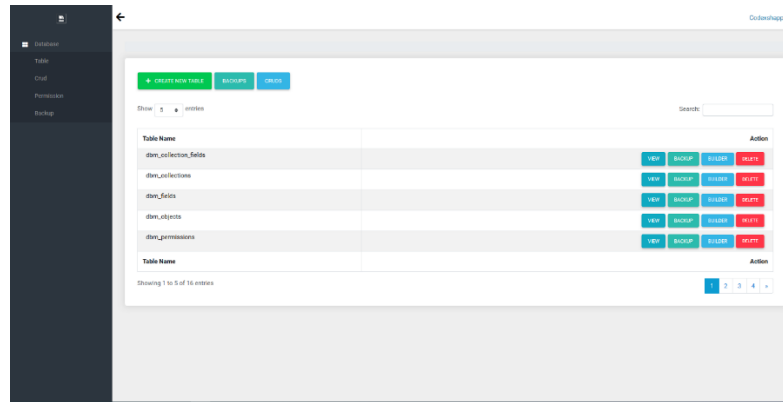 Codenshapp
Database
Table
Crud
Permission
Backup
+ CREATE NEW TABLE BACKUPS CRUDS
Show 5 entries Search:
Table Name Action
dbm_collection_fields VIEW BACKUP BUILDER DELETE
dbm_collections VIEW BACKUP BUILDER DELETE
dbm_fields VIEW BACKUP BUILDER DELETE
dbm_objects VIEW BACKUP BUILDER DELETE
dbm_permissions VIEW BACKUP BUILDER DELETE
Table Name Action
Showing 1 to 5 of 16 entries 1 2 3 4 »